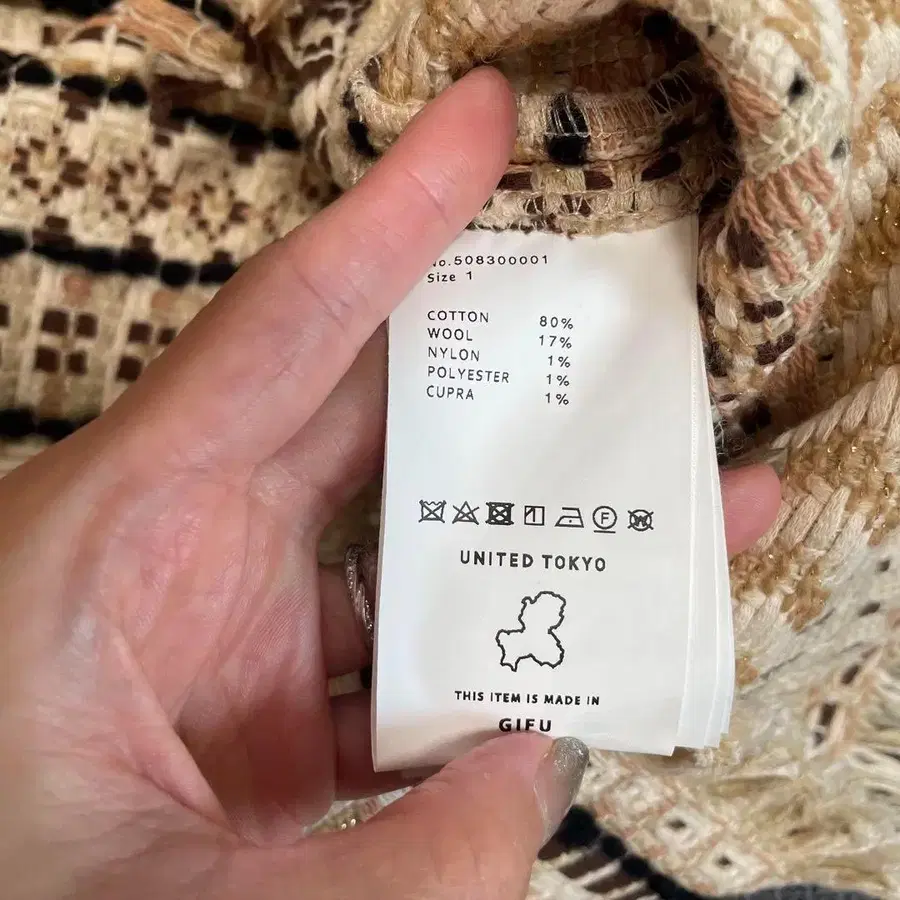 No.508300001
Size 1
COTTON 80%
WOOL 17%
NYLON 1%
POLYESTER 1%
CUPRA 1%
F W
UNITED TOKYO
THIS ITEM IS MADE IN
GIFU